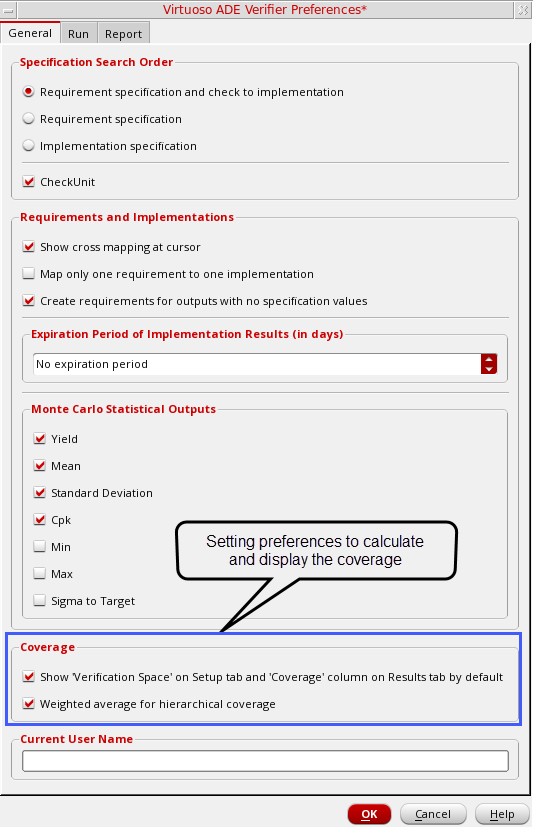 Virtuoso ADE Verifier Preferences*
General Run Report
Specification Search Order
Requirement specification and check to implementation
Requirement specification
Implementation specification
CheckUnit
Requirements and Implementations
Show cross mapping at cursor
Map only one requirement to one implementation
Create requirements for outputs with no specification values
Expiration Period of Implementation Results (in days)
No expiration period
Monte Carlo Statistical Outputs
Yield
Mean
Standard Deviation
Cpk
Min
Max
Sigma to Target
Setting preferences to calculate
and display the coverage
Coverage
Show 'Verification Space' on Setup tab and 'Coverage' column on Results tab by default
Weighted average for hierarchical coverage
Current User Name
OK Cancel Help